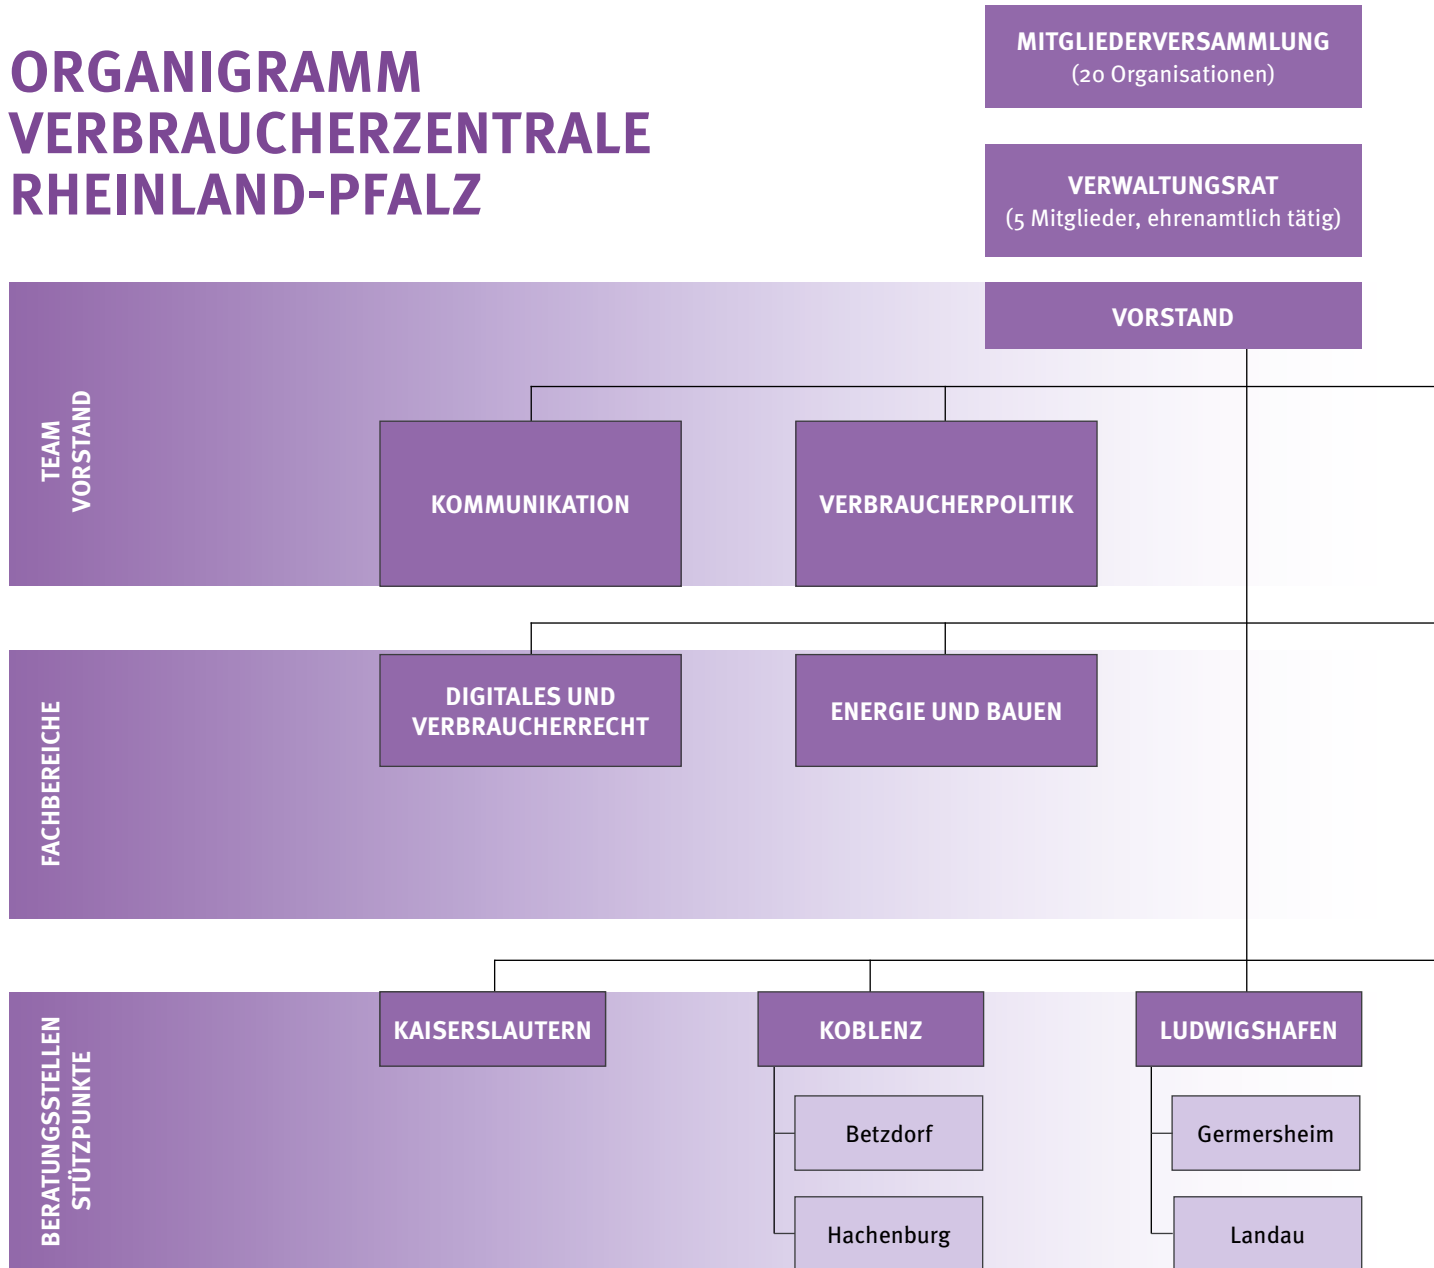 ORGANIGRAMM
VERBRAUCHERZENTRALE
RHEINLAND-PFALZ
MITGLIEDERVERSAMMLUNG
(20 Organisationen)
VERWALTUNGSRAT
(5 Mitglieder, ehrenamtlich tätig)
VORSTAND
TEAM
VORSTAND
KOMMUNIKATION
VERBRAUCHERPOLITIK
FACHBEREICHE
DIGITALES UND
VERBRAUCHERRECHT
ENERGIE UND BAUEN
BERATUNGSSTELLEN
STÜTZPUNKTE
KAISERSLAUTERN
KOBLENZ
LUDWIGSHAFEN
Betzdorf
Germersheim
Hachenburg
Landau